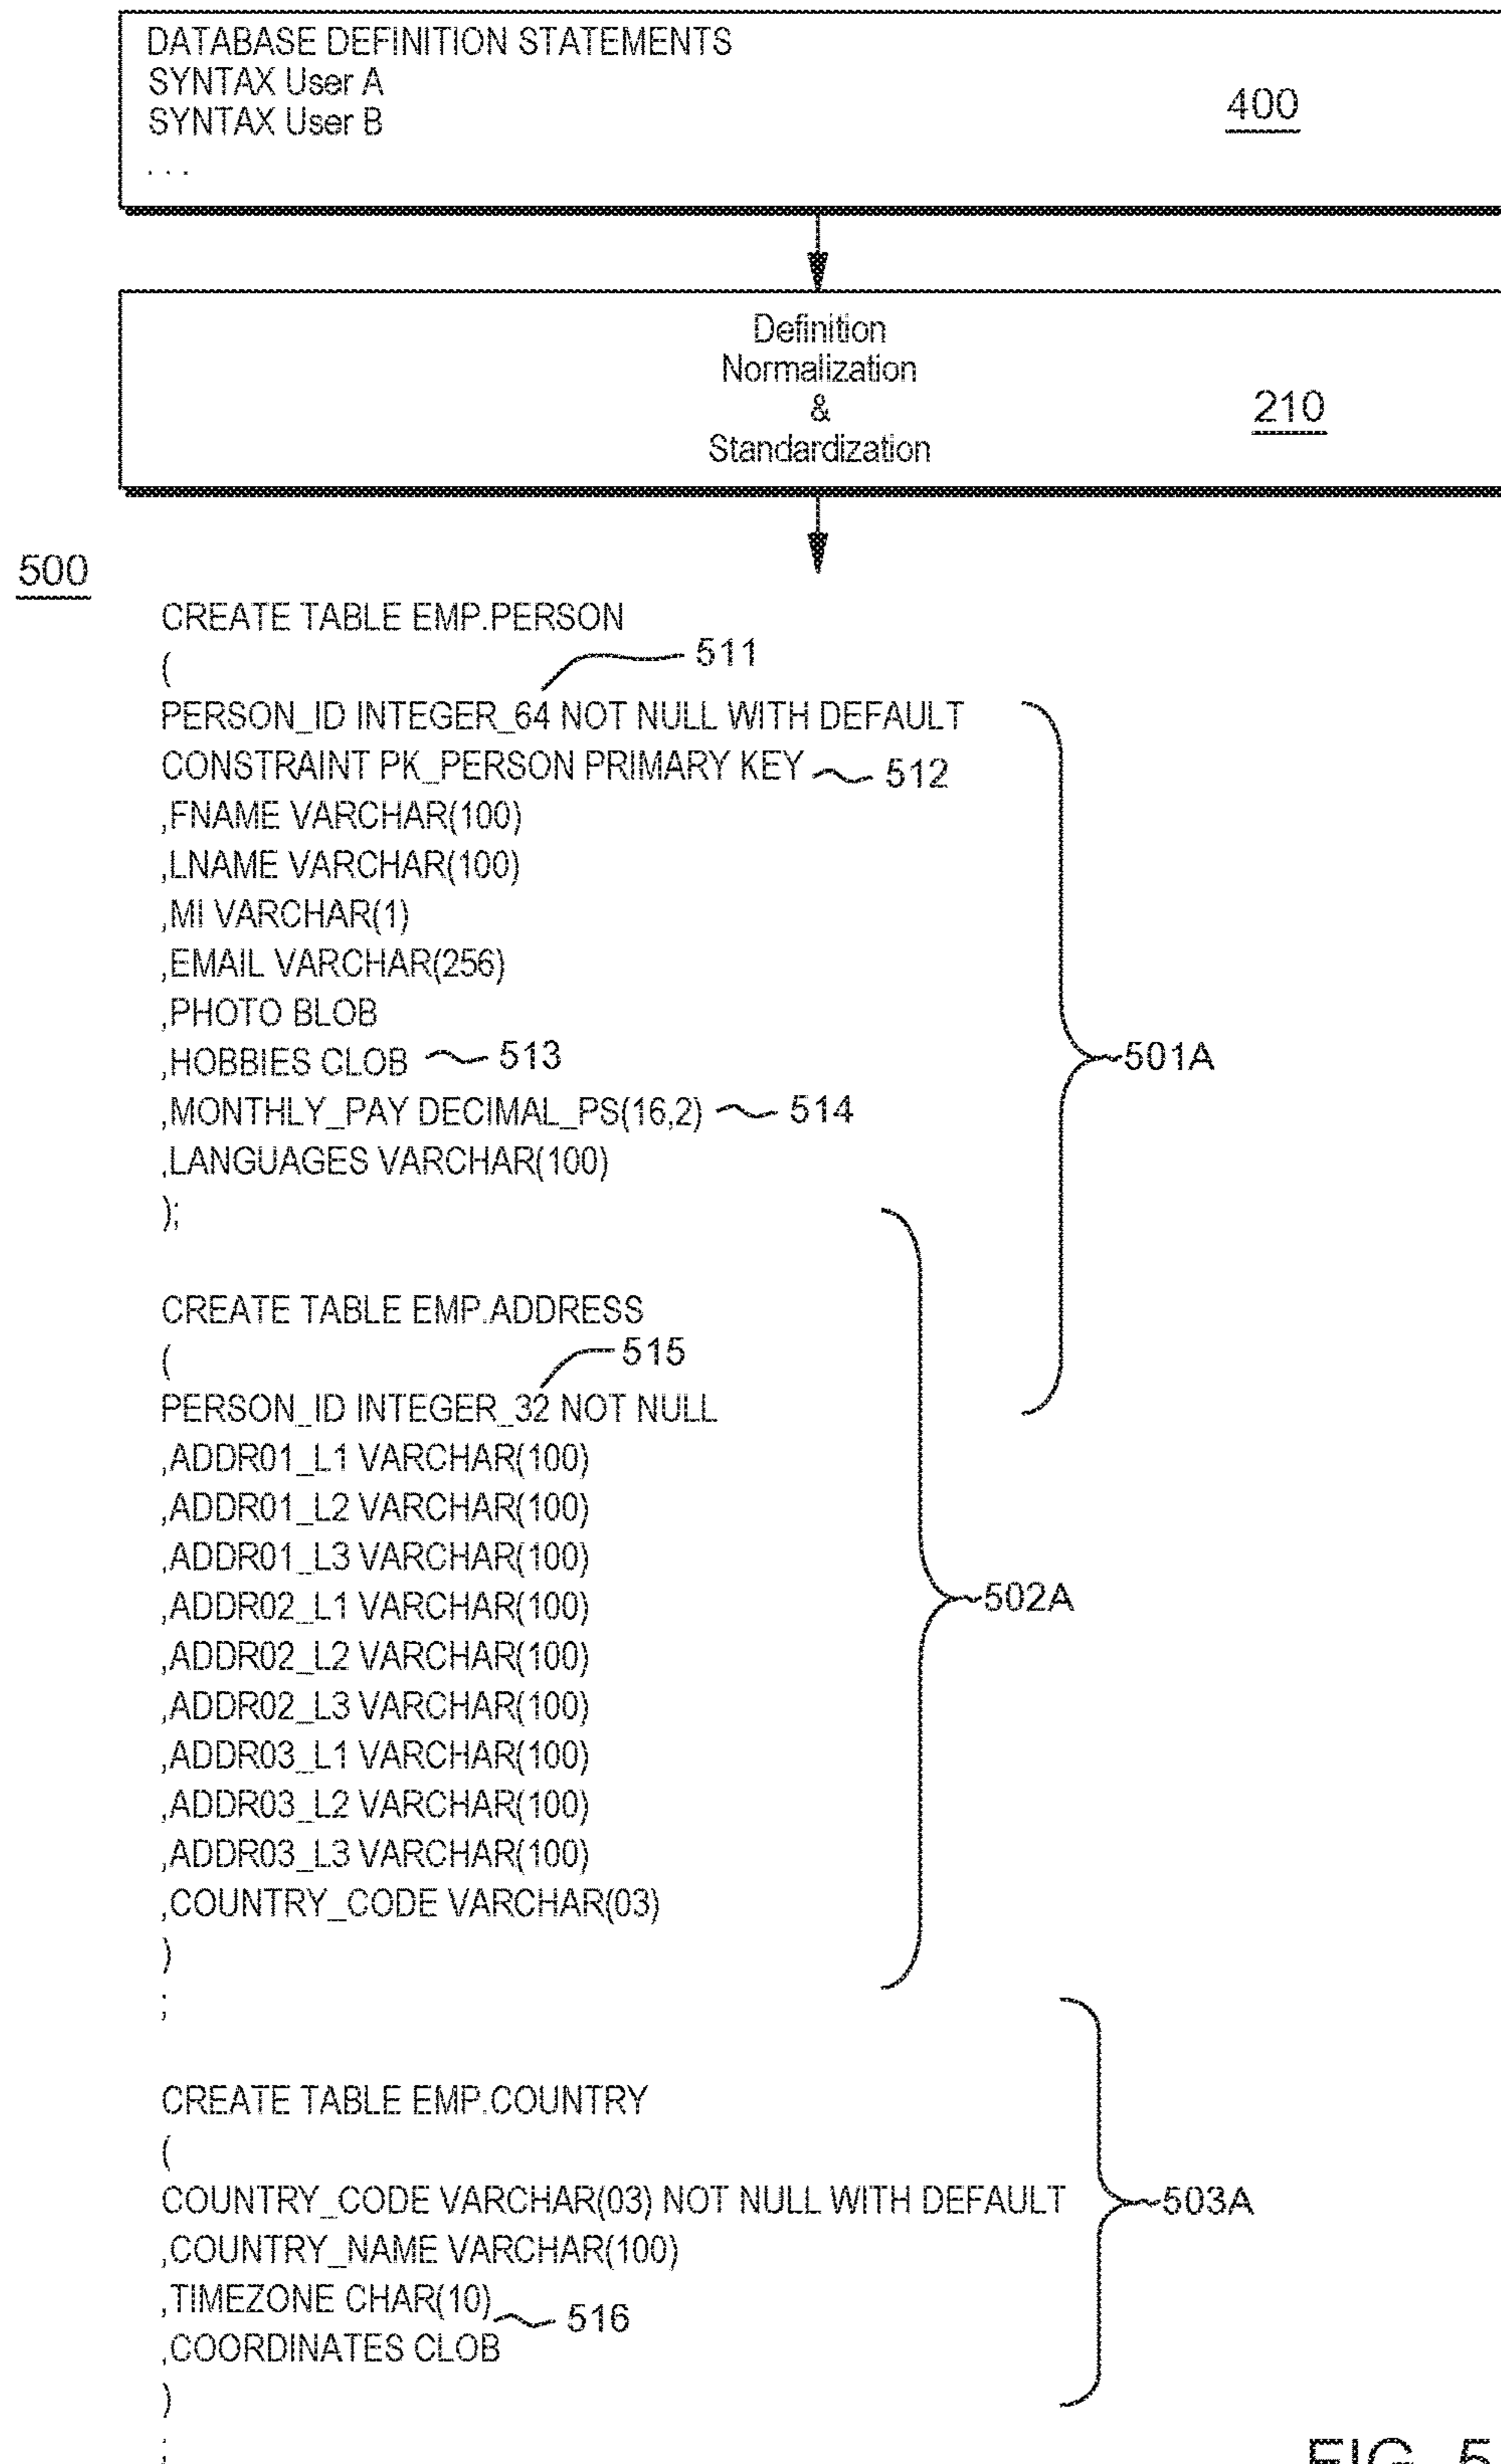 DATABASE DEFINITION STATEMENTS
SYNTAX User A
SYNTAX User B
. . .
400
Definition
Normalization
&
Standardization
210
500
CREATE TABLE EMP.PERSON
(
511
PERSON_ID INTEGER_64 NOT NULL WITH DEFAULT
CONSTRAINT PK_PERSON PRIMARY KEY
512
,FNAME VARCHAR(100)
,LNAME VARCHAR(100)
,MI VARCHAR(1)
,EMAIL VARCHAR(256)
,PHOTO BLOB
,HOBBIES CLOB
513
501A
,MONTHLY_PAY DECIMAL_PS(16,2)
514
,LANGUAGES VARCHAR(100)
);
CREATE TABLE EMP.ADDRESS
(
515
PERSON_ID INTEGER_32 NOT NULL
,ADDR01_L1 VARCHAR(100)
,ADDR01_L2 VARCHAR(100)
,ADDR01_L3 VARCHAR(100)
,ADDR02_L1 VARCHAR(100)
502A
,ADDR02_L2 VARCHAR(100)
,ADDR02_L3 VARCHAR(100)
,ADDR03_L1 VARCHAR(100)
,ADDR03_L2 VARCHAR(100)
,ADDR03_L3 VARCHAR(100)
,COUNTRY_CODE VARCHAR(03)
)
;
CREATE TABLE EMP.COUNTRY
(
COUNTRY_CODE VARCHAR(03) NOT NULL WITH DEFAULT
503A
,COUNTRY_NAME VARCHAR(100)
,TIMEZONE CHAR(10)
516
,COORDINATES CLOB
)
;
FIG. 5